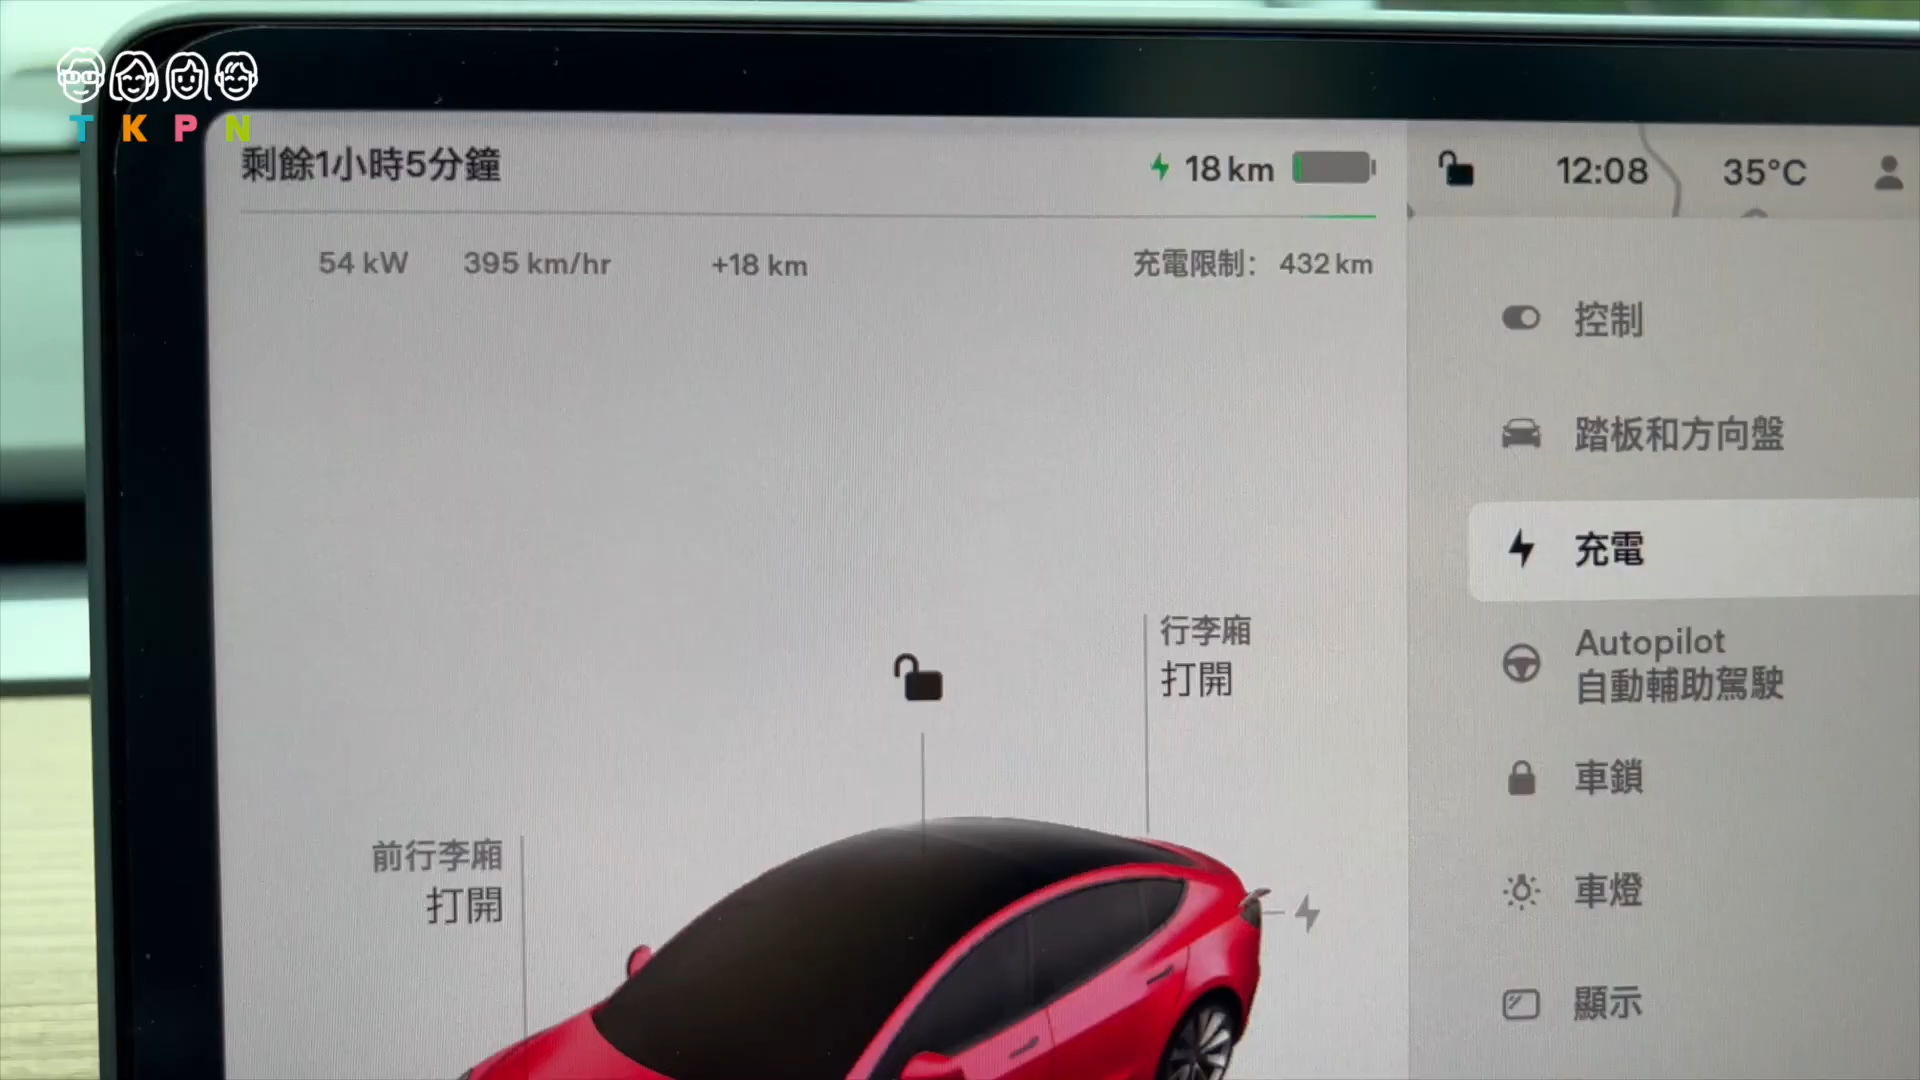 TKPN
剩餘1小時5分鐘
18 km
12:08
35°C
54 kW
395 km/hr
+18 km
充電限制: 432 km
控制
踏板和方向盤
充電
Autopilot
自動輔助駕駛
車鎖
車燈
顯示
行李廂
打開
前行李廂
打開